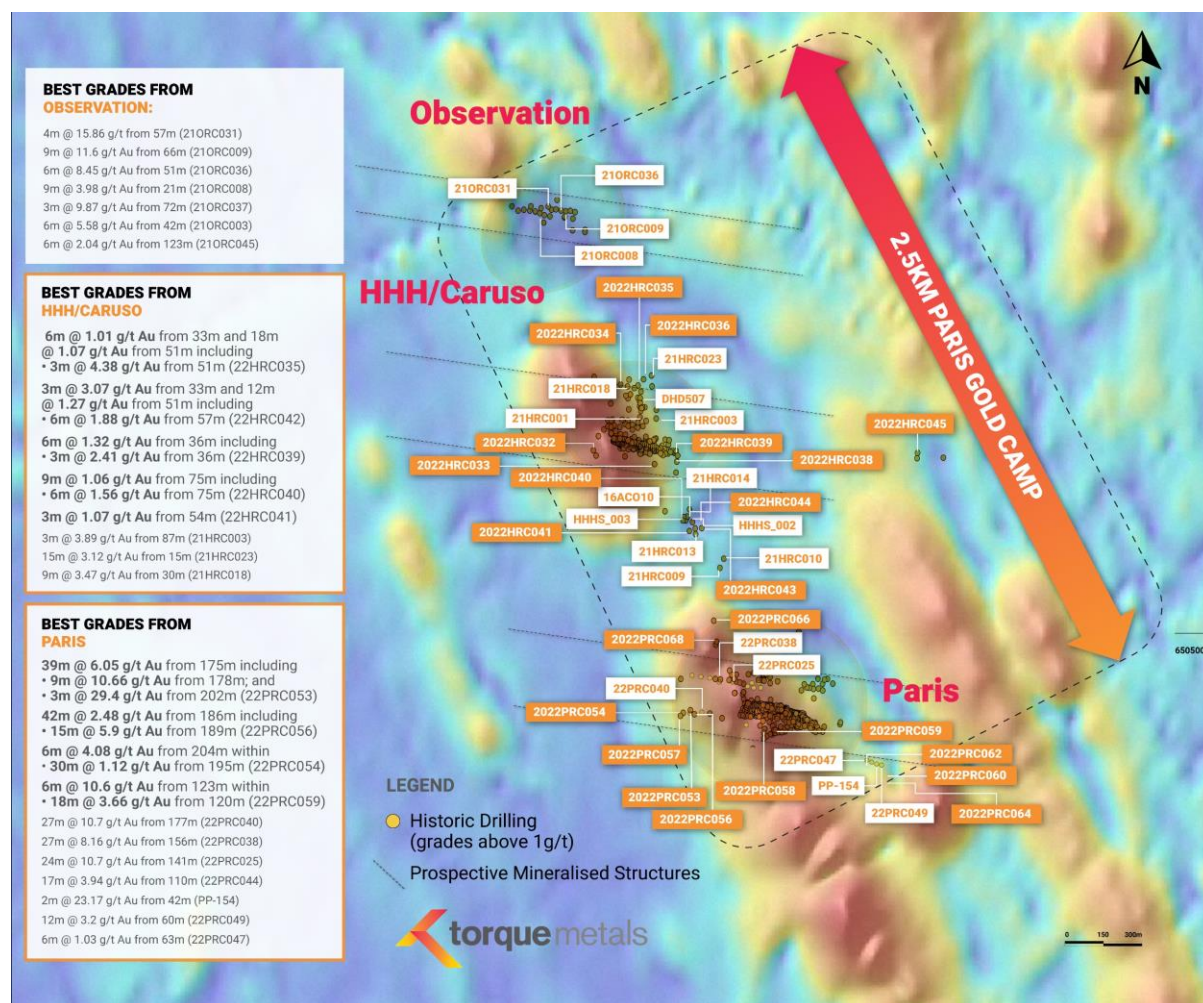 BEST GRADES FROM
OBSERVATION:
4m @ 15.86 g/t from 57m (21ORC031)
9m @ 11.6 g/t Au from 66m (21ORC009)
6m @ 8.45 g/t Au from 51m (21ORC036)
9m @ 3.98 g/t Au from 21m (21ORC008)
3m @ 9.87 g/t Au from 72m (21ORC037)
6m @ 5.58 g/t Au from 42m (21ORC003)
6m @ 2.04 g/t Au from 123m (21ORC045)
BEST GRADES FROM
HHH/CARUSO
6m @ 1.01 g/t Au from 33m and 18m
@ 1.07 g/t Au from 51m including
• 3m @ 4.38 g/t Au from 51m (22HRC035)
3m @ 3.07 g/t Au from 33m and 12m
@ 1.27 g/t Au from 51m including
• 6m @ 1.88 g/t Au from 57m (22HRC042)
6m @ 1.32 g/t Au from 36m including
• 3m @ 2.41 g/t Au from 36m (22HRC039)
9m @ 1.06 g/t Au from 75m including
• 6m @ 1.56 g/t Au from 75m (22HRC040)
3m @ 1.07 g/t Au from 54m (22HRC041)
3m @ 3.89 g/t Au from 87m (21HRC003)
15m @ 3.12 g/t Au from 15m (21HRC023)
9m @ 3.47 g/t Au from 30m (21HRC018)
BEST GRADES FROM
PARIS
39m @ 6.05 g/t Au from 175m including
• 9m @ 10.66 g/t Au from 178m; and
• 3m @ 29.4 g/t Au from 202m (22PRC053)
42m @ 2.48 g/t Au from 186m including
• 15m @ 5.9 g/t Au from 189m (22PRC056)
6m @ 4.08 g/t Au from 204m within
• 30m @ 1.12 g/t Au from 195m (22PRC054)
6m @ 10.6 g/t Au from 123m within
• 18m @ 3.66 g/t Au from 120m (22PRC059)
27m @ 10.7 g/t Au from 177m (22PRC040)
27m @ 8.16 g/t Au from 156m (22PRC038)
24m @ 10.7 g/t Au from 141m (22PRC025)
17m @ 3.94 g/t Au from 110m (22PRC044)
2m @ 23.17 g/t Au from 42m (PP-154)
12m @ 3.2 g/t Au from 60m (22PRC049)
6m @ 1.03 g/t Au from 63m (22PRC047)
Observation
21ORC036
21ORC031
21ORC009
21ORC008
HHH/Caruso
2022HRC035
2022HRC034
2022HRC036
21HRC023
21HRC018
DHD507
21HRC001
21HRC003
2022HRC032
2022HRC039
2022HRC045
2022HRC033
2022HRC038
2022HRC040
21HRC014
16ACO10
2022HRC044
HHHS_003
HHHS_002
2022HRC041
21HRC013
21HRC010
21HRC009
2022HRC043
2022PRC066
2022PRC068
22PRC038
22PRC025
22PRC040
Paris
2022PRC054
2022PRC059
2022PRC057
22PRC047
2022PRC062
2022PRC060
2022PRC053
2022PRC058
PP-154
2022PRC056
22PRC049
2022PRC064
2.5KM PARIS GOLD CAMP
N
650500
LEGEND
Historic Drilling
(grades above 1g/t)
Prospective Mineralised Structures
torquemetals
0 150 300m